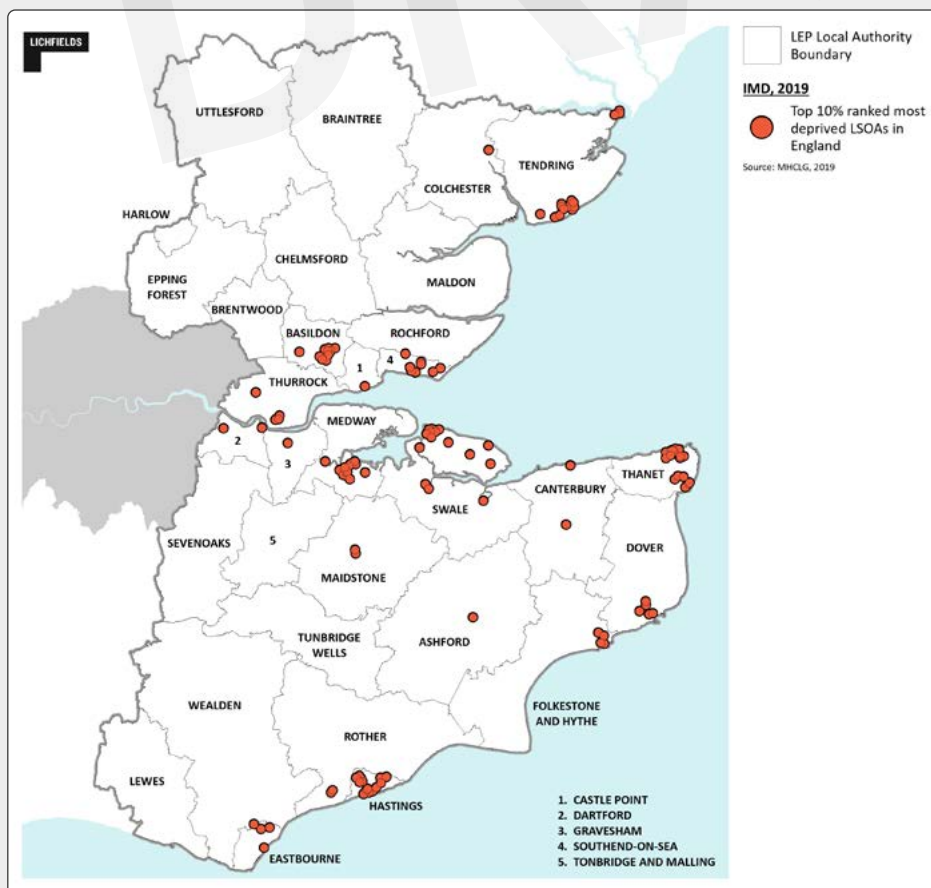 LICHFIELDS
LEP Local Authority
Boundary
IMD, 2019
Top 10% ranked most
deprived LSOAs in
England
Source: MHCLG, 2019
UTTLESFORD
BRAINTREE
TENDRING
COLCHESTER
HARLOW
CHELMSFORD
EPPING
FOREST
MALDON
BRENTWOOD
BASILDON
ROCHFORD
1
4
THURROCK
MEDWAY
2
3
THANET
CANTERBURY
SWALE
SEVENOAKS
5
DOVER
MAIDSTONE
TUNBRIDGE
WELLS
ASHFORD
WEALDEN
FOLKESTONE
AND HYTHE
ROTHER
LEWES
HASTINGS
EASTBOURNE
1. CASTLE POINT
2. DARTFORD
3. GRAVESHAM
4. SOUTHEND-ON-SEA
5. TONBRIDGE AND MALLING